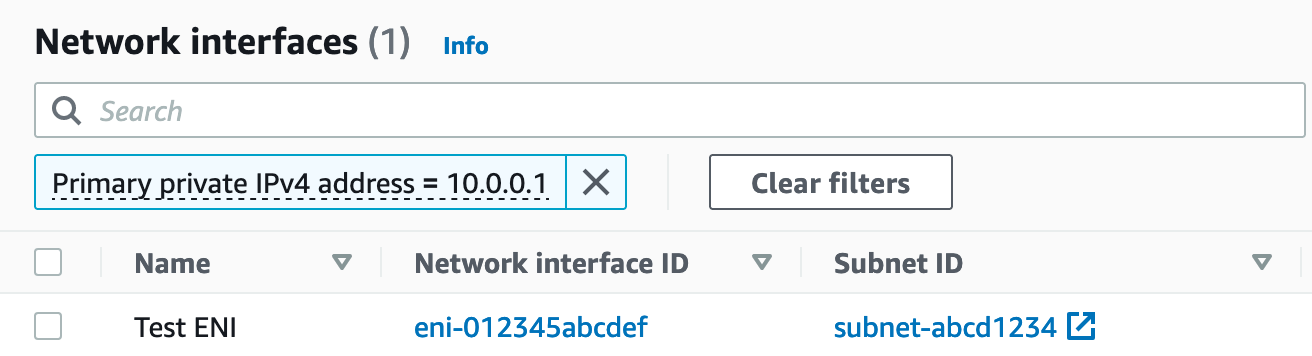 Network interfaces (1) Info
Search
Primary private IPv4 address = 10.0.0.1 Clear filters
Name Network interface ID Subnet ID
Test ENI eni-012345abcdef subnet-abcd1234